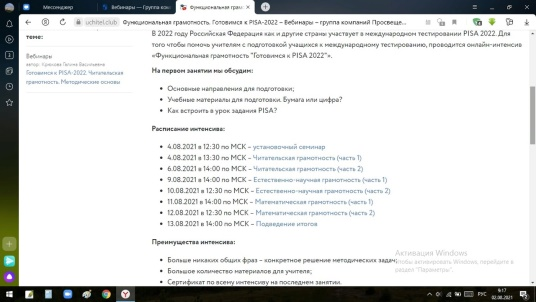 Мессенджер
Вебинары — Группа компа
Функциональная грамот
uchitel.club
Функциональная грамотность. Готовимся к PISA-2022 – Вебинары – группа компаний Просвеще...
теме:
Вебинары
Готовимся к PISA-2022. Читательская
грамотность. Методические основы
В 2022 году Российская Федерация как и другие страны участвует в международном тестировании PISA 2022. Для
того чтобы помочь учителям с подготовкой учащихся к международному тестированию, проводится онлайн-интенсив
«Функциональная грамотность "Готовимся к PISA 2022"».
На первом занятии мы обсудим:
• Основные направления для подготовки;
• Учебные материалы для подготовки. Бумага или цифра?
• Как встроить в урок задания PISA?
Расписание интенсива:
• 4.08.2021 в 12:30 по МСК – установочный семинар
• 4.08.2021 в 13:30 по МСК – Читательская грамотность (часть 1)
• 6.08.2021 в 14:00 по МСК – Читательская грамотность (часть 2)
• 9.08.2021 в 14:00 по МСК – Естественно-научная грамотность (часть 1)
• 10.08.2021 в 12:30 по МСК – Естественно-научная грамотность (часть 2)
• 11.08.2021 в 14:00 по МСК – Математическая грамотность (часть 1)
• 12.08.2021 в 12:30 по МСК – Математическая грамотность (часть 2)
• 13.08.2021 в 14:00 по МСК – Подведение итогов
Преимущества интенсива:
• Больше никаких общих фраз – конкретное решение методических задач;
• Большое количество материалов для учителя;
• Сертификат по всему интенсиву на последнем занятии.
Активация Windows
Чтобы активировать Windows, перейдите в
раздел "Параметры".
РУС
9:17
02.08.2021